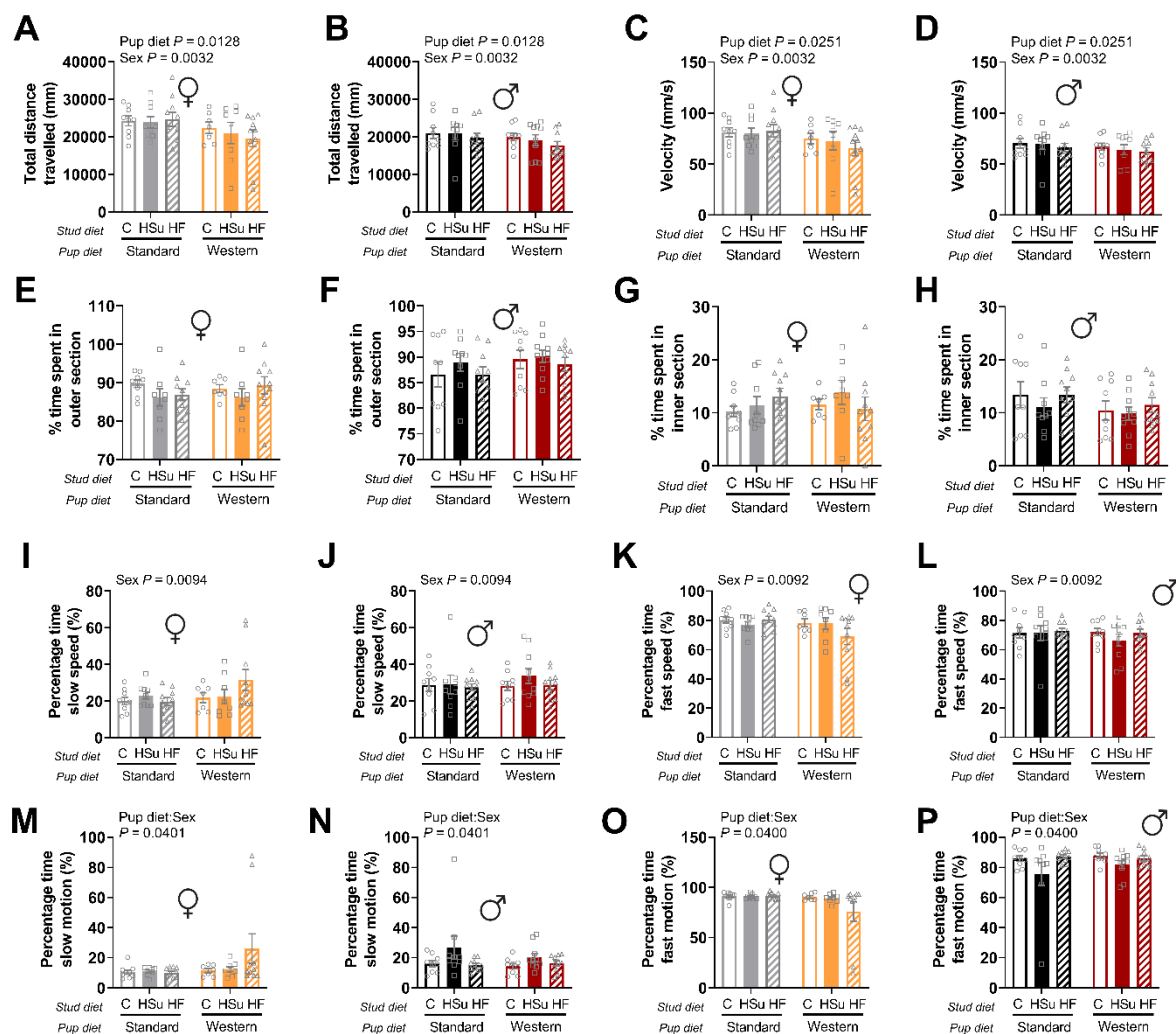 A
Pup diet P = 0.0128
Sex P = 0.0032
Total distance
travelled (mm)
40000
30000
20000
10000
0
♀
Stud diet
C HSu HF C HSu HF
Pup diet
Standard Western
B
Pup diet P = 0.0128
Sex P = 0.0032
Total distance
travelled (mm)
40000
30000
20000
10000
0
♂
Stud diet
C HSu HF C HSu HF
Pup diet
Standard Western
C
Pup diet P = 0.0251
Sex P = 0.0032
Velocity (mm/s)
150
100
50
0
♀
Stud diet
C HSu HF C HSu HF
Pup diet
Standard Western
D
Pup diet P = 0.0251
Sex P = 0.0032
Velocity (mm/s)
150
100
50
0
♂
Stud diet
C HSu HF C HSu HF
Pup diet
Standard Western
E
% time spent in
outer section
110
100
90
80
70
♀
Stud diet
C HSu HF C HSu HF
Pup diet
Standard Western
F
% time spent in
outer section
100
95
90
85
80
75
70
♂
Stud diet
C HSu HF C HSu HF
Pup diet
Standard Western
G
% time spent in
inner section
30
20
10
0
♀
Stud diet
C HSu HF C HSu HF
Pup diet
Standard Western
H
% time spent in
inner section
30
20
10
0
♂
Stud diet
C HSu HF C HSu HF
Pup diet
Standard Western
I
Sex P = 0.0094
Percentage time
slow speed (%)
80
60
40
20
0
♀
Stud diet
C HSu HF C HSu HF
Pup diet
Standard Western
J
Sex P = 0.0094
Percentage time
slow speed (%)
80
60
40
20
0
♂
Stud diet
C HSu HF C HSu HF
Pup diet
Standard Western
K
Sex P = 0.0092
Percentage time
fast speed (%)
100
80
60
40
20
0
♀
Stud diet
C HSu HF C HSu HF
Pup diet
Standard Western
L
Sex P = 0.0092
Percentage time
fast speed (%)
100
80
60
40
20
0
♂
Stud diet
C HSu HF C HSu HF
Pup diet
Standard Western
M
Pup diet:Sex
P = 0.0401
Percentage time
slow motion (%)
100
80
60
40
20
0
♀
Stud diet
C HSu HF C HSu HF
Pup diet
Standard Western
N
Pup diet:Sex
P = 0.0401
Percentage time
slow motion (%)
100
80
60
40
20
0
♂
Stud diet
C HSu HF C HSu HF
Pup diet
Standard Western
O
Pup diet:Sex
P = 0.0400
Percentage time
fast motion (%)
150
100
50
0
♀
Stud diet
C HSu HF C HSu HF
Pup diet
Standard Western
P
Pup diet:Sex
P = 0.0400
Percentage time
fast motion (%)
100
80
60
40
20
0
♂
Stud diet
C HSu HF C HSu HF
Pup diet
Standard Western